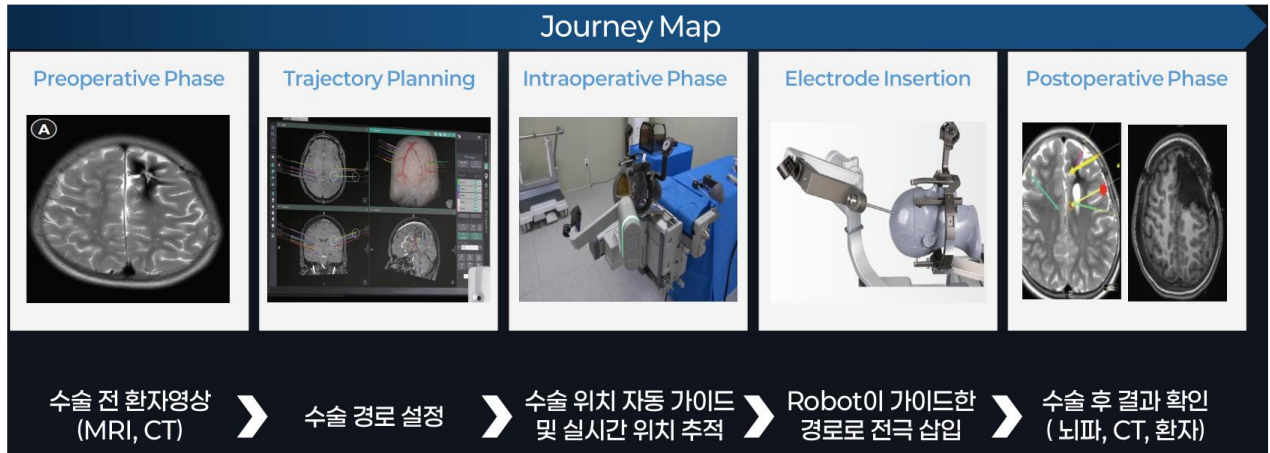 Journey Map
Preoperative Phase
Trajectory Planning
Intraoperative Phase
Electrode Insertion
Postoperative Phase
A
수술 전 환자영상
(MRI, CT)
수술 경로 설정
수술 위치 자동 가이드
및 실시간 위치 추적
Robot이 가이드한
경로로 전극 삽입
수술 후 결과 확인
( 뇌파, CT, 환자)